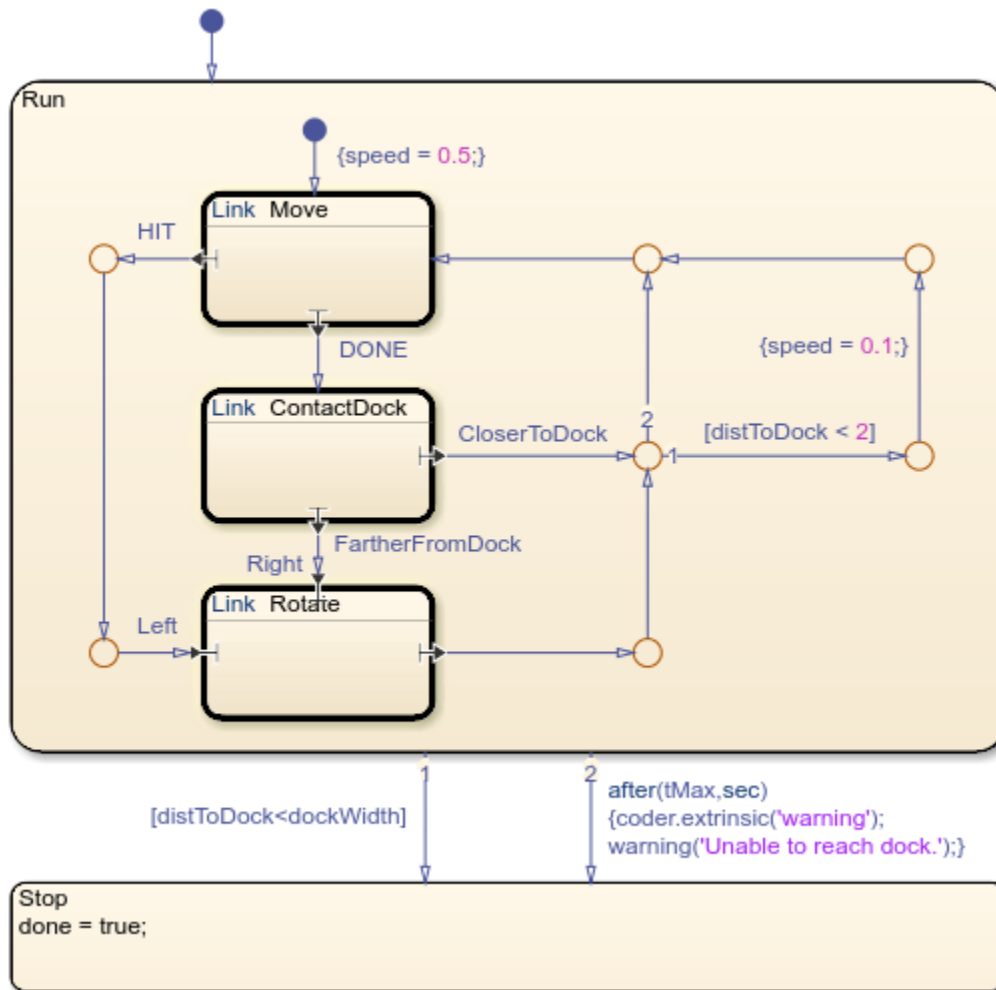 Run
{speed = 0.5;}
Link Move
HIT
DONE
{speed = 0.1;}
Link ContactDock
CloserToDock
2
1
[distToDock < 2]
FartherFromDock
Right
Link Rotate
Left
1
2
[distToDock<dockWidth]
after(tMax,sec)
{coder.extrinsic('warning');
warning('Unable to reach dock.');}
Stop
done = true;